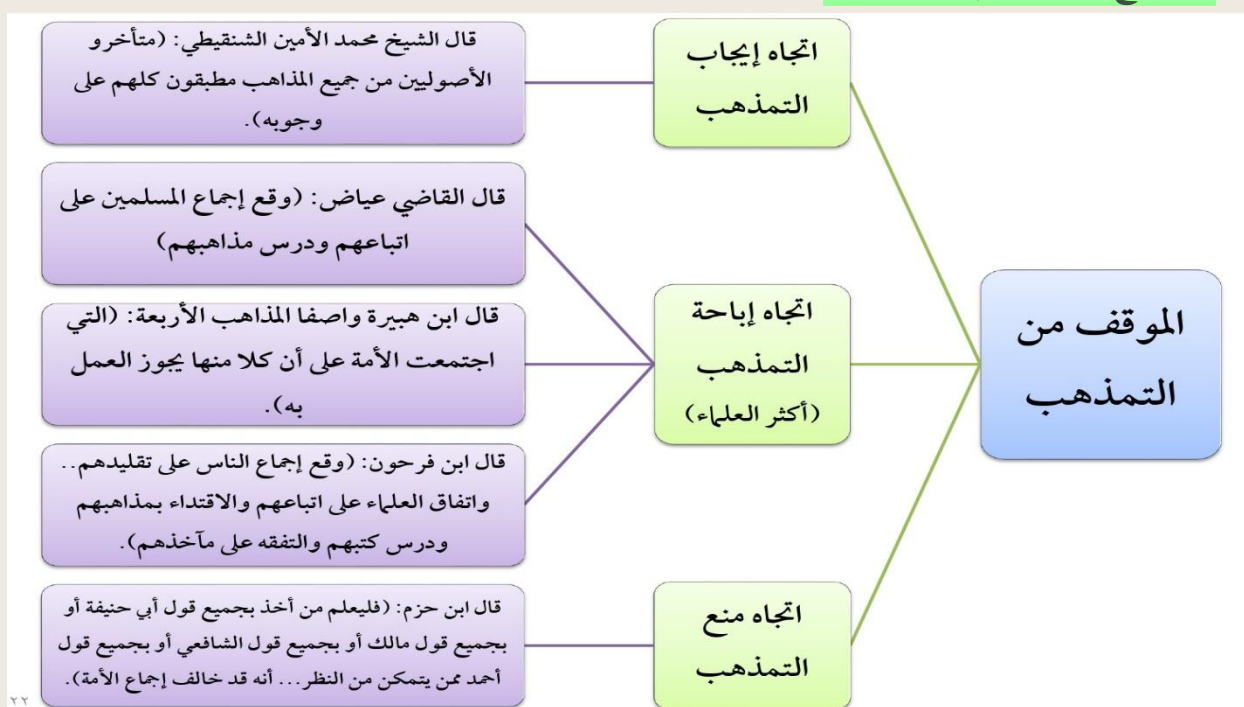 الموقف من
التمذهب
اتجاه إيجاب
التمذهب
قال الشيخ محمد الأمين الشنقيطي: (متأخرو
الأصوليين من جميع المذاهب مطبقون كلهم على
وجوبه).
اتجاه إباحة
التمذهب
(أكثر العلماء)
قال القاضي عياض: (وقع إجماع المسلمين على
اتباعهم ودرس مذاهبهم)
قال ابن هبيرة واصفا المذاهب الأربعة: (التي
اجتمعت الأمة على أن كلا منها يجوز العمل
به).
قال ابن فرحون: (وقع إجماع الناس على تقليدهم..
واتفاق العلماء على اتباعهم والاقتداء بمذاهبهم
ودرس كتبهم والتفقه على مآخذهم).
اتجاه منع
التمذهب
قال ابن حزم: (فليعلم من أخذ بجميع قول أبي حنيفة أو
بجميع قول مالك أو بجميع قول الشافعي أو بجميع قول
أحمد ممن يتمكن من النظر... أنه قد خالف إجماع الأمة).
٢٢